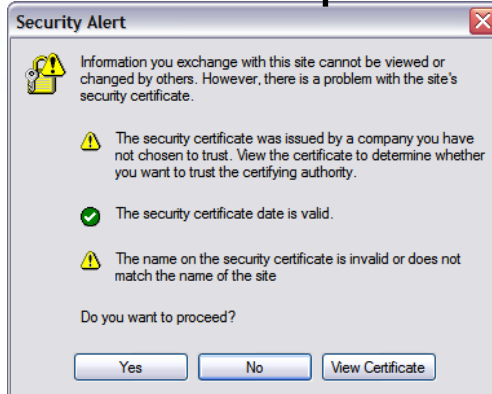 Security Alert
Information you exchange with this site cannot be viewed or
changed by others. However, there is a problem with the site's
security certificate.
The security certificate was issued by a company you have
not chosen to trust. View the certificate to determine whether
you want to trust the certifying authority.
The security certificate date is valid.
The name on the security certificate is invalid or does not
match the name of the site
Do you want to proceed?
Yes
No
View Certificate